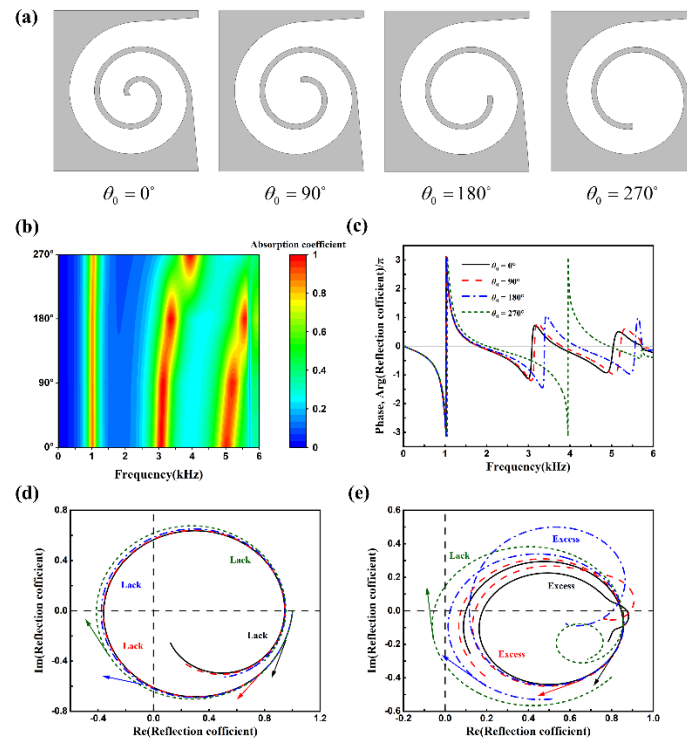 (a)
θ₀ = 0° θ₀ = 90° θ₀ = 180° θ₀ = 270°
(b)
Absorption coefficient
270°
180°
90°
0°
0 1 2 3 4 5 6
Frequency(kHz)
1
0.8
0.6
0.4
0.2
0
(c)
Phase, Arg(Reflection cofficient)/π
3
2
1
0
-1
-2
-3
θ₀ = 0°
θ₀ = 90°
θ₀ = 180°
θ₀ = 270°
0 1 2 3 4 5 6
Frequency(kHz)
(d)
Im(Reflection cofficient)
0.8
0.4
0.0
-0.4
-0.8
Lack
Lack
Lack
Lack
-0.4 0.0 0.4 0.8 1.2
Re(Reflection cofficient)
(e)
Im(Reflection cofficient)
0.6
0.4
0.2
0.0
-0.2
-0.4
-0.6
Excess
Lack
Excess
Excess
-0.2 0.0 0.2 0.4 0.6 0.8 1.0
Re(Reflection cofficient)